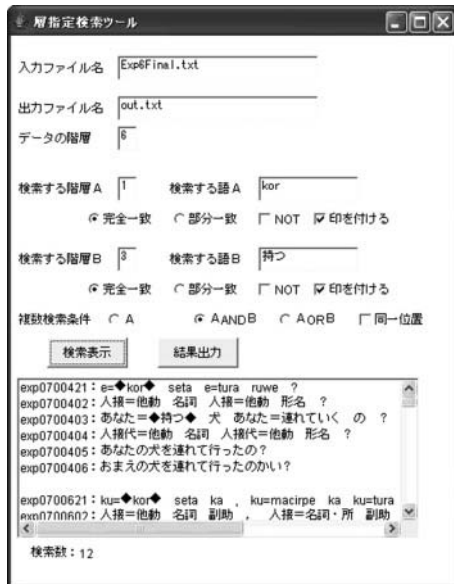 層指定検索ツール
入力ファイル名 Exp6Final.txt
出力ファイル名 out.txt
データの階層 6
検索する階層A 1 検索する語A kor
完全一致 部分一致 NOT 印を付ける
検索する階層B 3 検索する語B 持つ
完全一致 部分一致 NOT 印を付ける
複数検索条件 A AANDB AORB 同一位置
検索表示 結果出力
exp0700421：e=◆kor◆ seta e=tura ruwe ?
exp0700402：人接=他動 名詞 人接=他動 形名 ?
exp0700403：あなた=◆持つ◆ 犬 あなた=連れていく の ?
exp0700404：人接代=他動 名詞 人接代=他動 形名 ?
exp0700405：あなたの犬を連れて行ったの?
exp0700406：おまえの犬を連れて行ったのかい?
exp0700621：ku=◆kor◆ seta ka , ku=macirpe ka ku=tura
exp0700602：人接=他動 名詞 副助 , 人接=名詞・所 副助
検索数：12